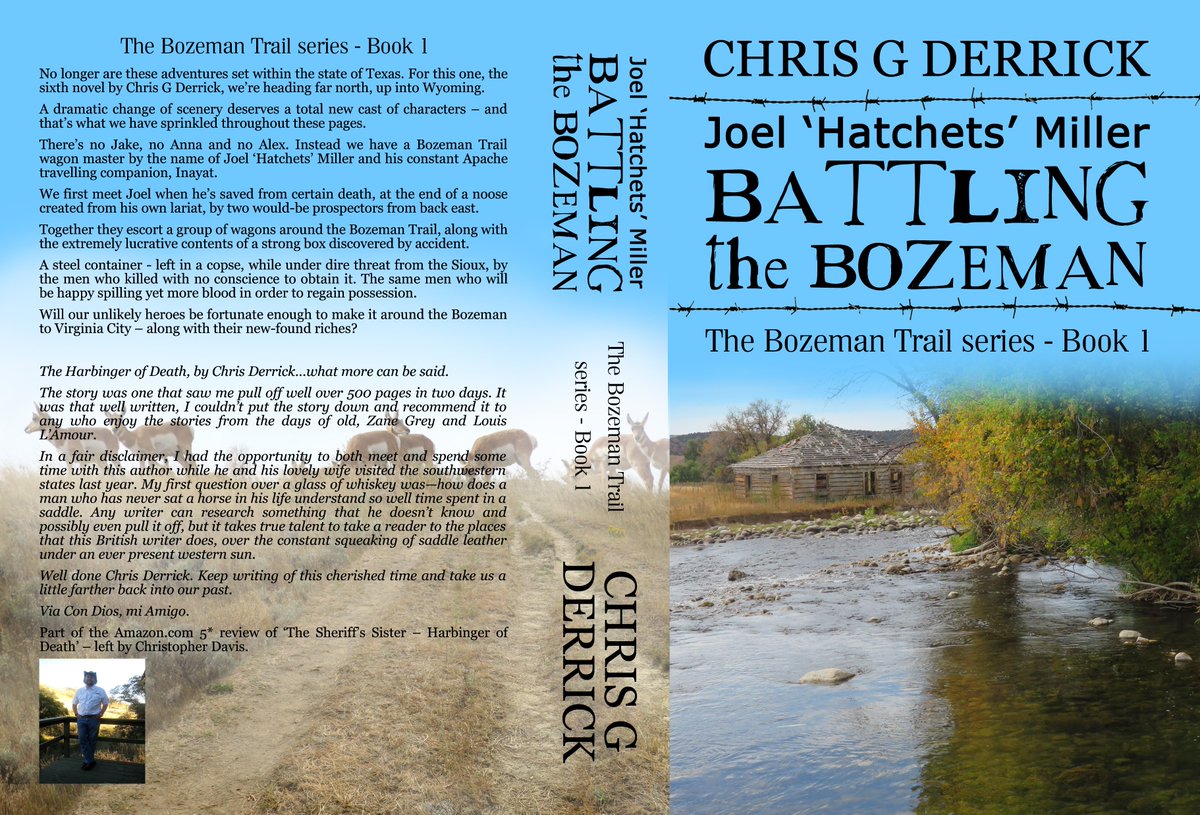 The Bozeman Trail series - Book 1
No longer are these adventures set within the state of Texas. For this one, the
sixth novel by Chris G Derrick, we're heading far north, up into Wyoming.
A dramatic change of scenery deserves a total new cast of characters – and
that's what we have sprinkled throughout these pages.
There's no Jake, no Anna and no Alex. Instead we have a Bozeman Trail
wagon master by the name of Joel 'Hatchets' Miller and his constant Apache
travelling companion, Inayat.
We first meet Joel when he's saved from certain death, at the end of a noose
created from his own lariat, by two would-be prospectors from back east.
Together they escort a group of wagons around the Bozeman Trail, along with
the extremely lucrative contents of a strong box discovered by accident.
A steel container - left in a copse, while under dire threat from the Sioux, by
the men who killed with no conscience to obtain it. The same men who will
be happy spilling yet more blood in order to regain possession.
Will our unlikely heroes be fortunate enough to make it around the Bozeman
to Virginia City – along with their new-found riches?
The Harbinger of Death, by Chris Derrick...what more can be said.
The story was one that saw me pull off well over 500 pages in two days. It
was that well written, I couldn't put the story down and recommend it to
any who enjoy the stories from the days of old, Zane Grey and Louis
L'Amour.
In a fair disclaimer, I had the opportunity to both meet and spend some
time with this author while he and his lovely wife visited the southwestern
states last year. My first question over a glass of whiskey was—how does a
man who has never sat a horse in his life understand so well time spent in a
saddle. Any writer can research something that he doesn't know and
possibly even pull it off, but it takes true talent to take a reader to the places
that this British writer does, over the constant squeaking of saddle leather
under an ever present western sun.
Well done Chris Derrick. Keep writing of this cherished time and take us a
little farther back into our past.
Via Con Dios, mi Amigo.
Part of the Amazon.com 5* review of 'The Sheriff's Sister – Harbinger of
Death' – left by Christopher Davis.
Joel 'Hatchets' Miller
BATTLING
the BOZEMAN
The Bozeman Trail
series - Book 1
CHRIS G
DERRICK
CHRIS G DERRICK
Joel 'Hatchets' Miller
BATTLING
the BOZEMAN
The Bozeman Trail series - Book 1